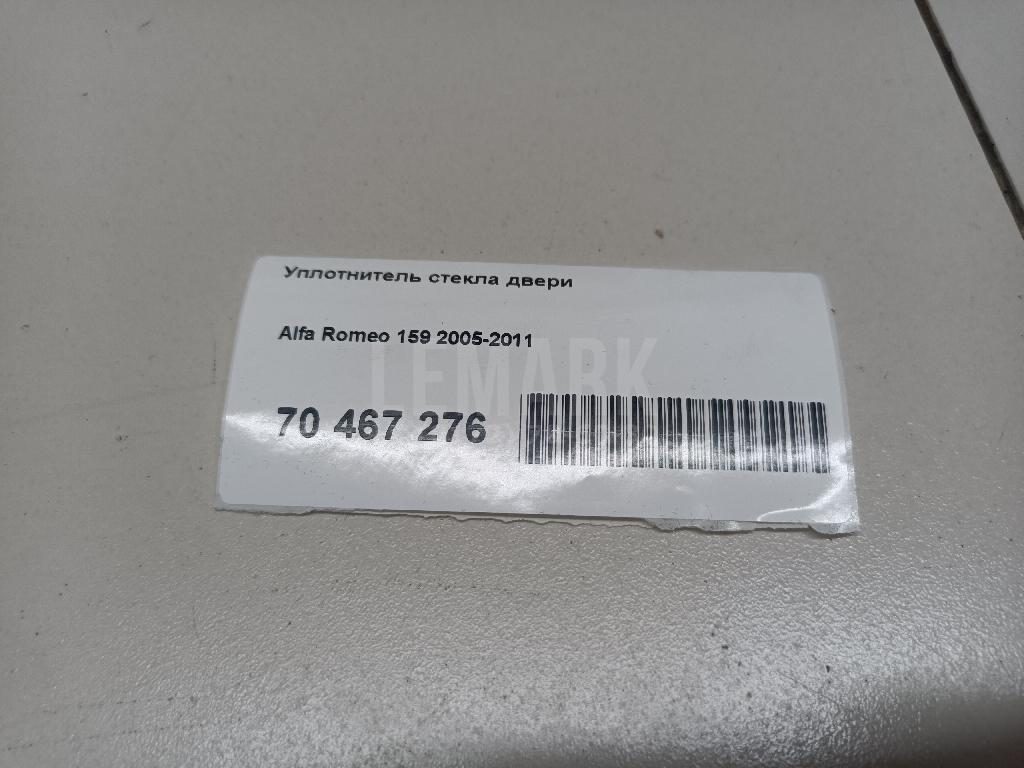 Уплотнитель стекла двери
Alfa Romeo 159 2005-2011
LEMARK
70 467 276